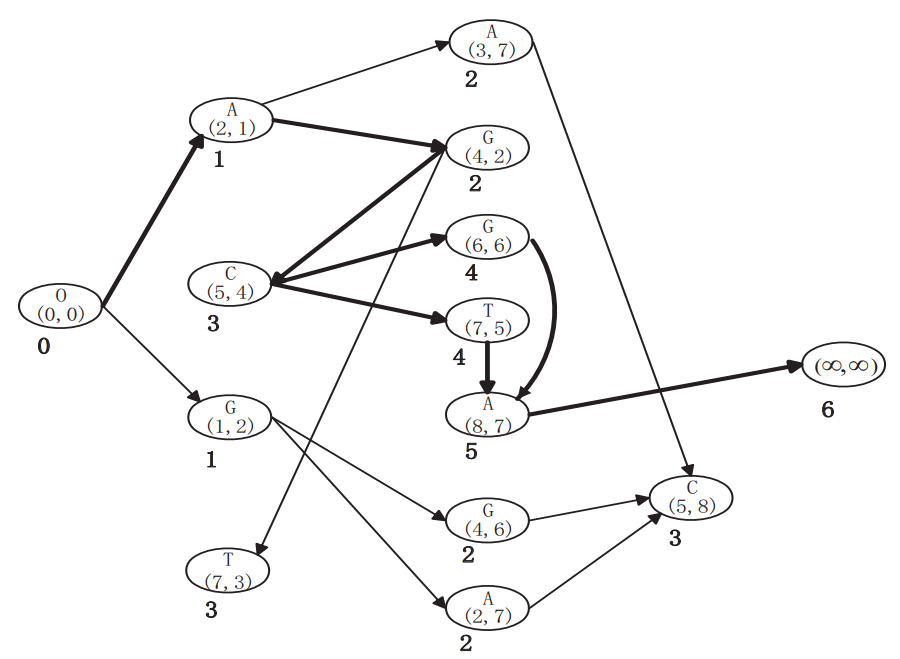 A
(3, 7)
2
A
(2, 1)
1
G
(4, 2)
2
G
(6, 6)
4
C
(5, 4)
3
O
(0, 0)
0
T
(7, 5)
4
(∞,∞)
6
A
(8, 7)
5
G
(1, 2)
1
C
(5, 8)
3
G
(4, 6)
2
T
(7, 3)
3
A
(2, 7)
2